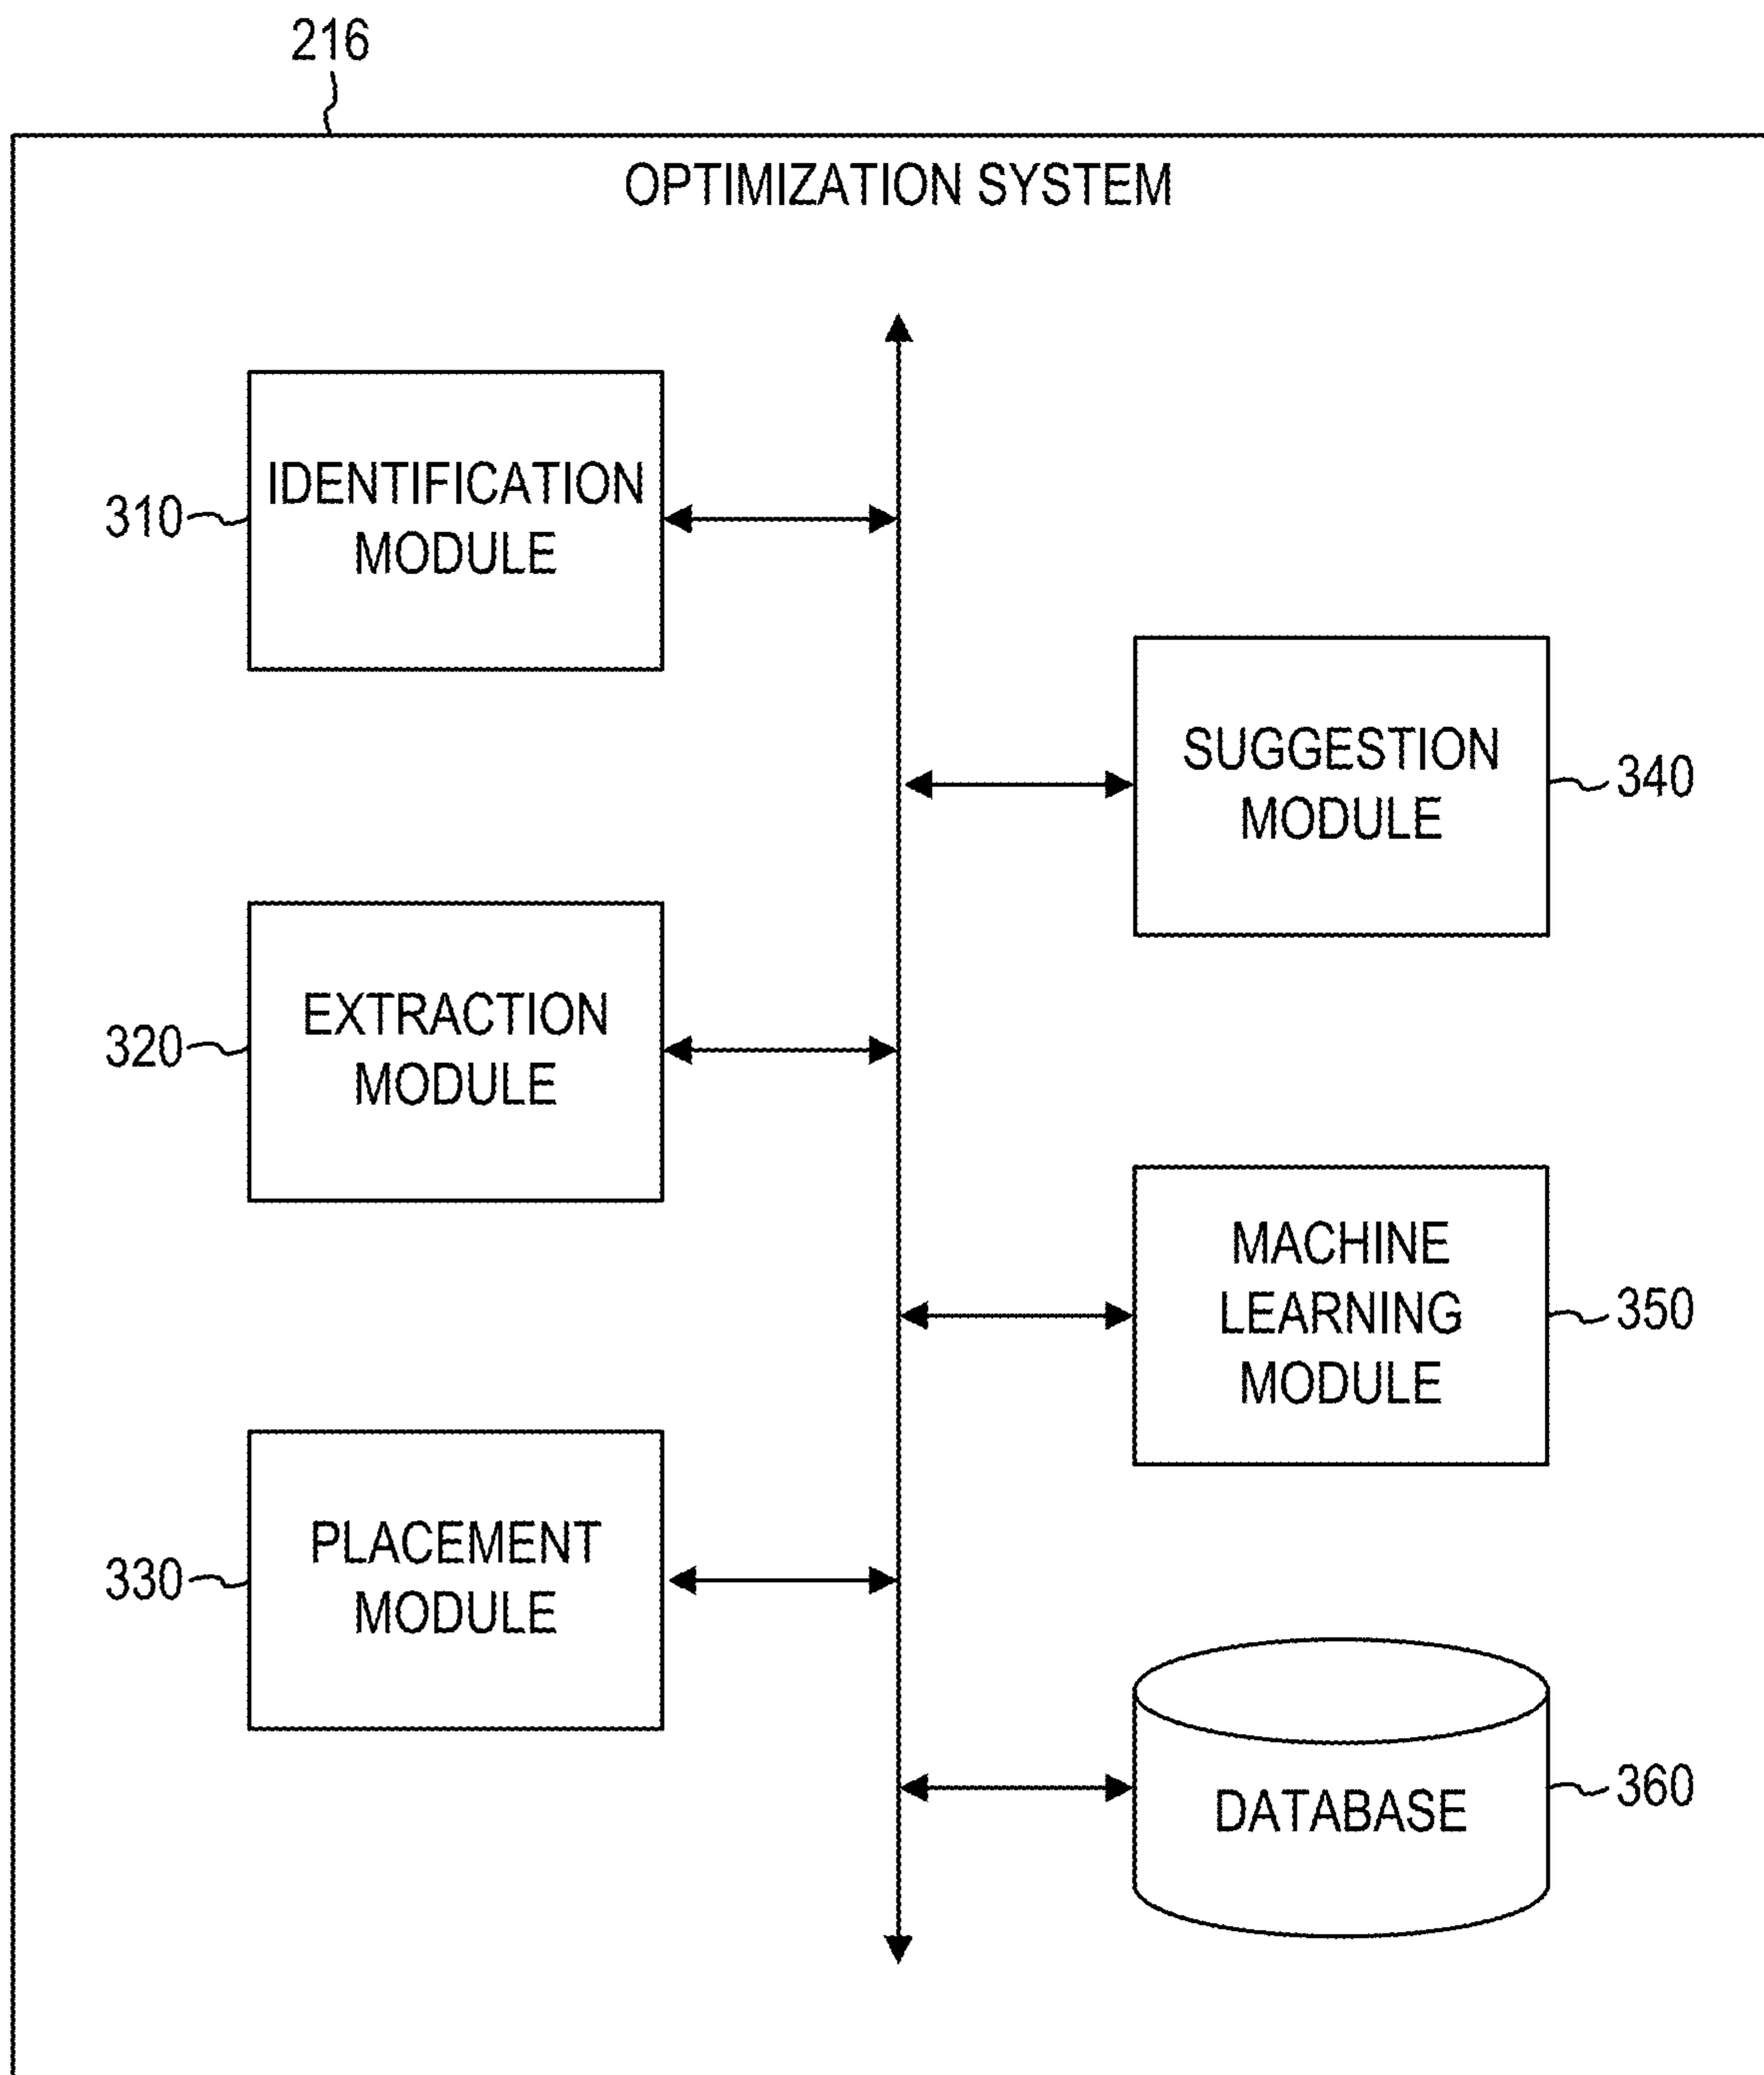 216
OPTIMIZATION SYSTEM
310
IDENTIFICATION
MODULE
SUGGESTION
MODULE
340
320
EXTRACTION
MODULE
MACHINE
LEARNING
MODULE
350
330
PLACEMENT
MODULE
DATABASE
360